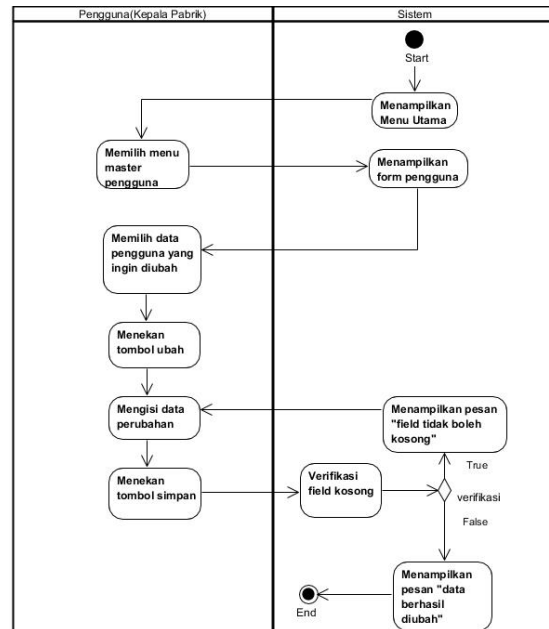 Pengguna(Kepala Pabrik)
Sistem
Start
Menampilkan
Menu Utama
Memilih menu
master
pengguna
Menampilkan
form pengguna
Memilih data
pengguna yang
ingin diubah
Menekan
tombol ubah
Mengisi data
perubahan
Menampilkan pesan
"field tidak boleh
kosong"
True
Menekan
tombol simpan
Verifikasi
field kosong
verifikasi
False
Menampilkan
pesan "data
berhasil
diubah"
End